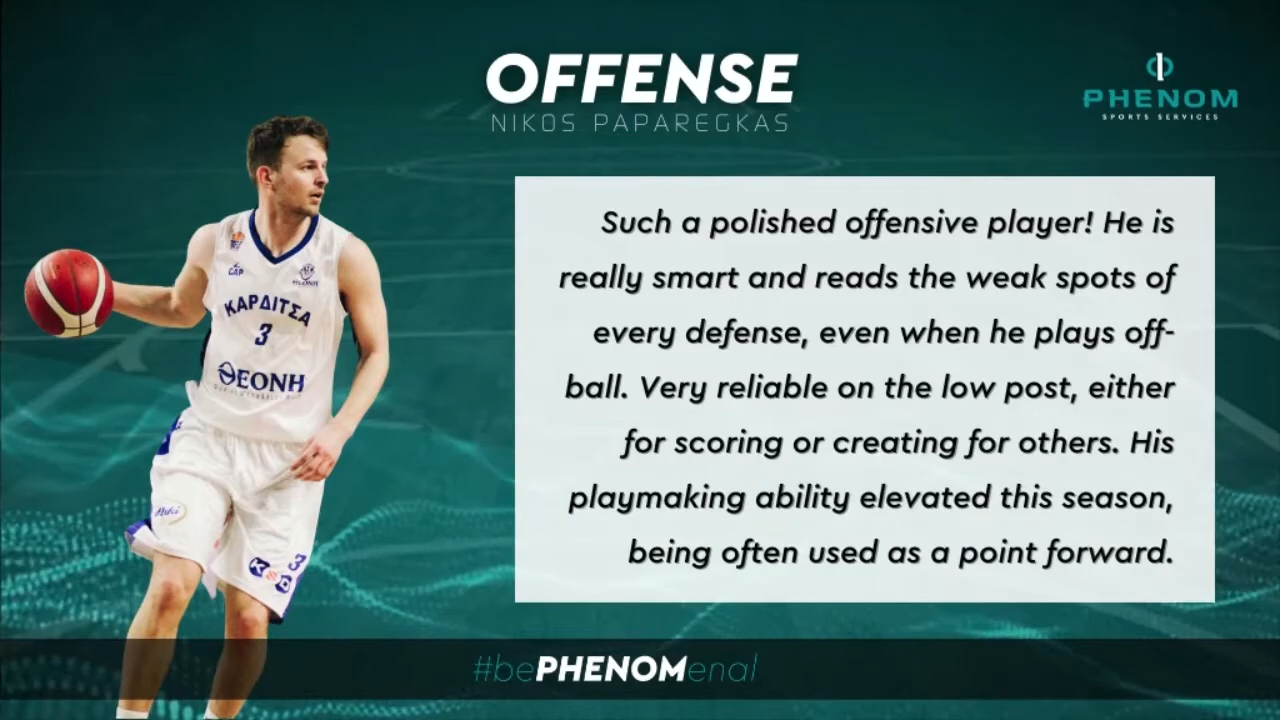 OFFENSE
NIKOS PAPAREGKAS
PHENOM
SPORTS SERVICES
Such a polished offensive player! He is
really smart and reads the weak spots of
every defense, even when he plays off-
ball. Very reliable on the low post, either
for scoring or creating for others. His
playmaking ability elevated this season,
being often used as a point forward.
GAP
ΚΑΡΔΙΤΣΑ
3
ΘΕΟΝΗ
3
#bePHENOMenal